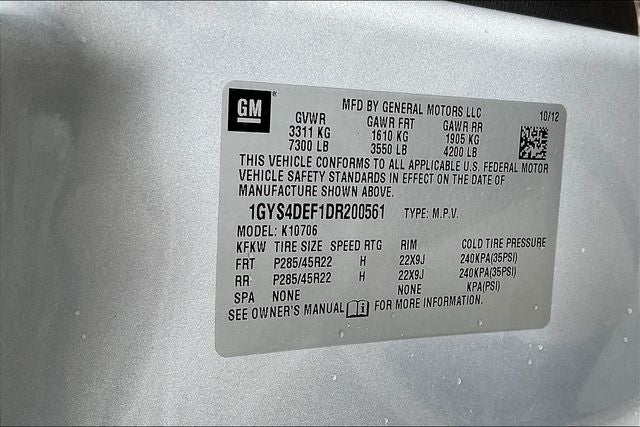 GM ®
MFD BY GENERAL MOTORS LLC 10/12
GVWR GAWR FRT GAWR RR
3311 KG 1610 KG 1905 KG
7300 LB 3550 LB 4200 LB
THIS VEHICLE CONFORMS TO ALL APPLICABLE U.S. FEDERAL MOTOR
VEHICLE SAFETY STANDARDS IN EFFECT ON THE DATE OF
MANUFACTURE SHOWN ABOVE.
1GYS4DEF1DR200561 TYPE: M.P.V.
MODEL: K10706
KFKW TIRE SIZE SPEED RTG RIM COLD TIRE PRESSURE
FRT P285/45R22 H 22X9J 240KPA(35PSI)
RR P285/45R22 H 22X9J 240KPA(35PSI)
SPA NONE NONE KPA(PSI)
SEE OWNER'S MANUAL FOR MORE INFORMATION.